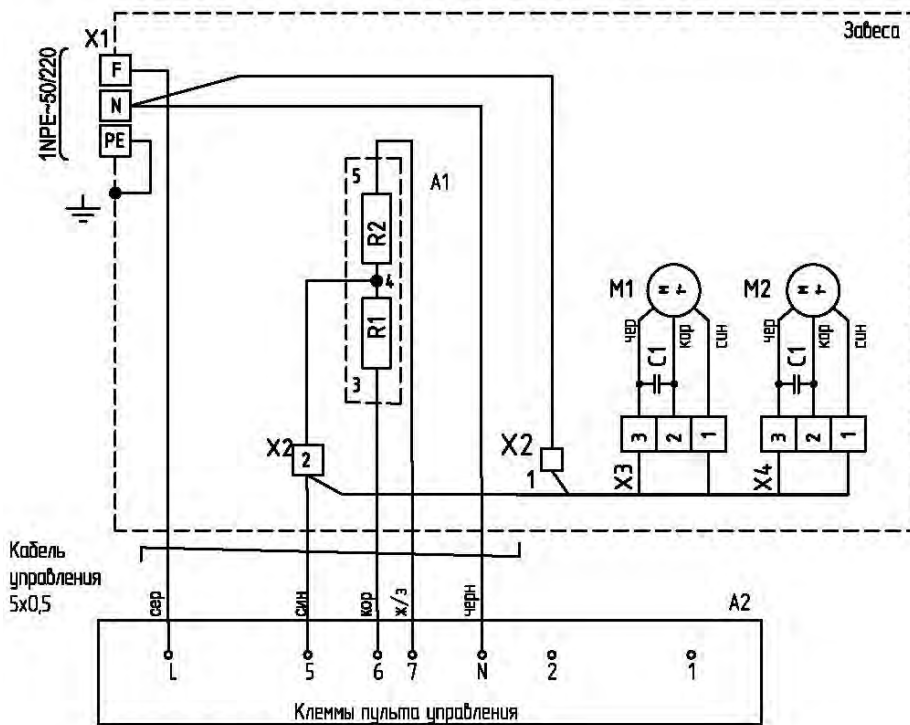 Завеса
X1
F
N
PE
1NPE~50/220
A1
5
R2
4
R1
3
M1
M2
чер
кор
син
чер
кор
син
C1
C1
X2
2
X2
1
3
2
1
3
2
1
X3
X4
Кабель
управления
5x0,5
сер
син
кор
ж/з
черн
A2
L
5
6
7
N
2
1
Клеммы пульта управления